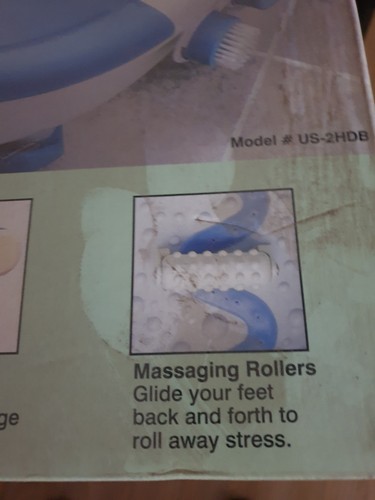 Model # US-2HDB
Massaging Rollers
Glide your feet
back and forth to
ge
roll away stress.